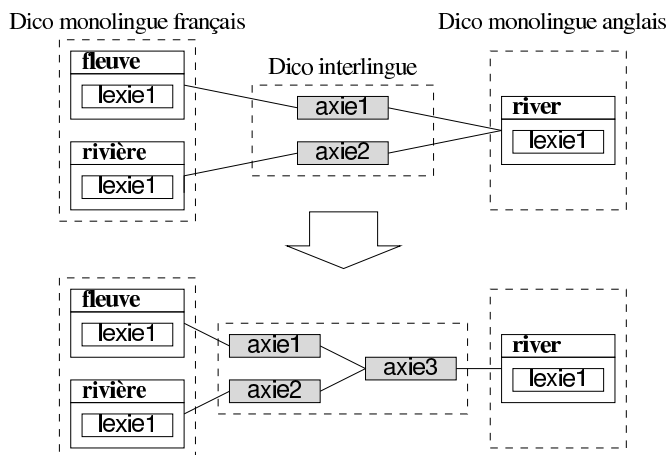 Dico monolingue français
Dico monolingue anglais
fleuve
lexie1
Dico interlingue
axie1
river
lexie1
rivière
lexie1
axie2
fleuve
lexie1
axie1
axie3
river
lexie1
rivière
lexie1
axie2